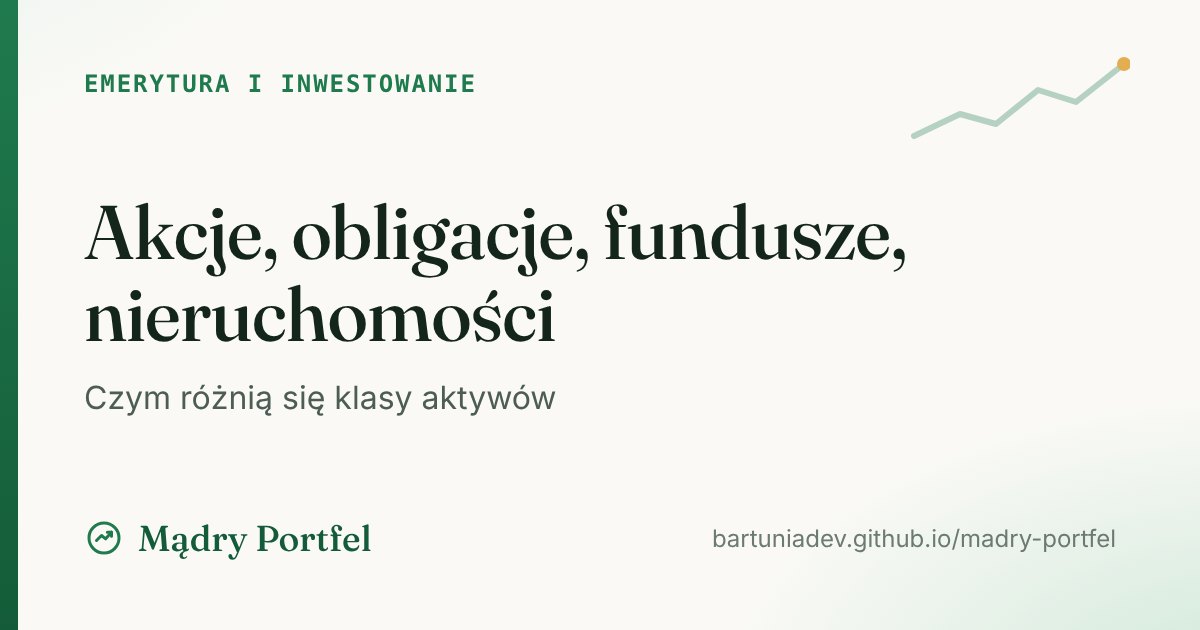 EMERYTURA I INWESTOWANIE
Akcje, obligacje, fundusze,
nieruchomości
Czym różnią się klasy aktywów
Mądry Portfel
bartuniadev.github.io/madry-portfel